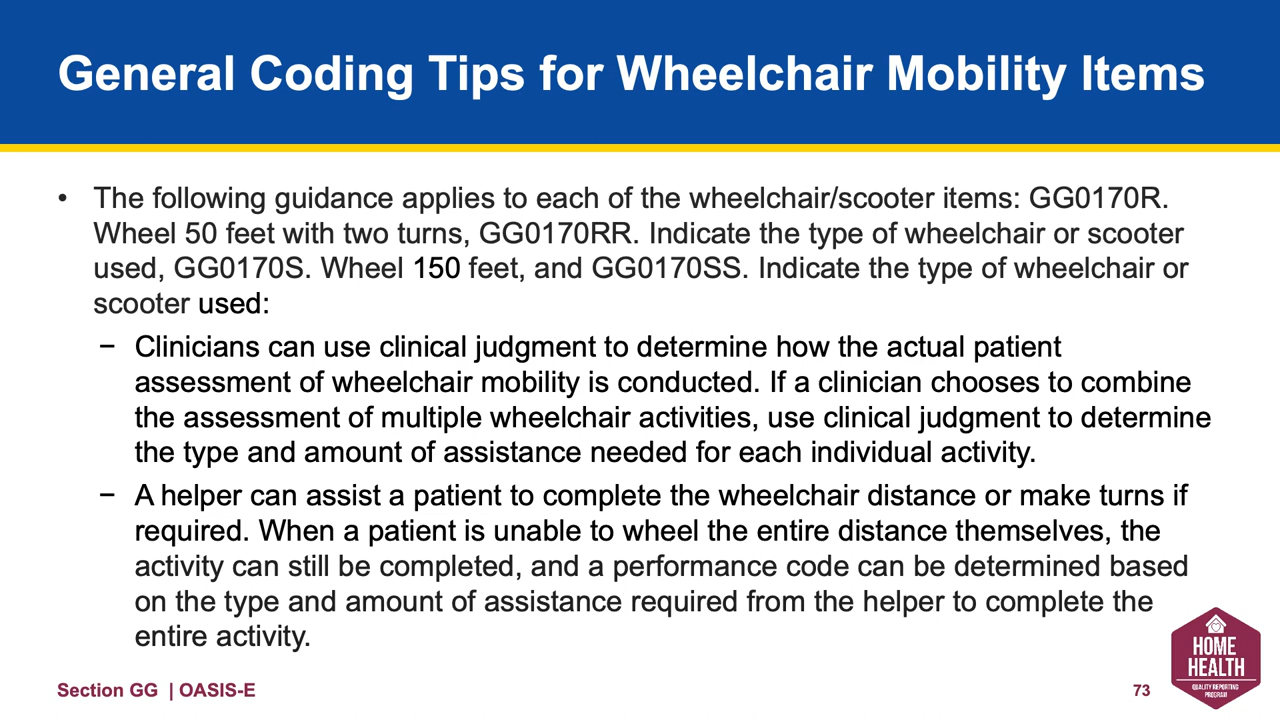 General Coding Tips for Wheelchair Mobility Items
• The following guidance applies to each of the wheelchair/scooter items: GG0170R.
Wheel 50 feet with two turns, GG0170RR. Indicate the type of wheelchair or scooter
used, GG0170S. Wheel 150 feet, and GG0170SS. Indicate the type of wheelchair or
scooter used:
− Clinicians can use clinical judgment to determine how the actual patient
assessment of wheelchair mobility is conducted. If a clinician chooses to combine
the assessment of multiple wheelchair activities, use clinical judgment to determine
the type and amount of assistance needed for each individual activity.
− A helper can assist a patient to complete the wheelchair distance or make turns if
required. When a patient is unable to wheel the entire distance themselves, the
activity can still be completed, and a performance code can be determined based
on the type and amount of assistance required from the helper to complete the
entire activity.
Section GG | OASIS-E
73
HOME
HEALTH
QUALITY REPORTING
PROGRAM